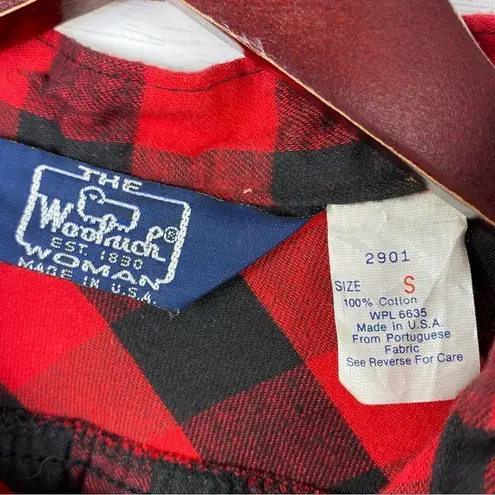 THE
Woolrich®
EST. 1830
WOMAN
MADE IN U.S.A.
2901
SIZE S
100% Cotton
WPL 6635
Made in U.S.A.
From Portuguese
Fabric
See Reverse For Care